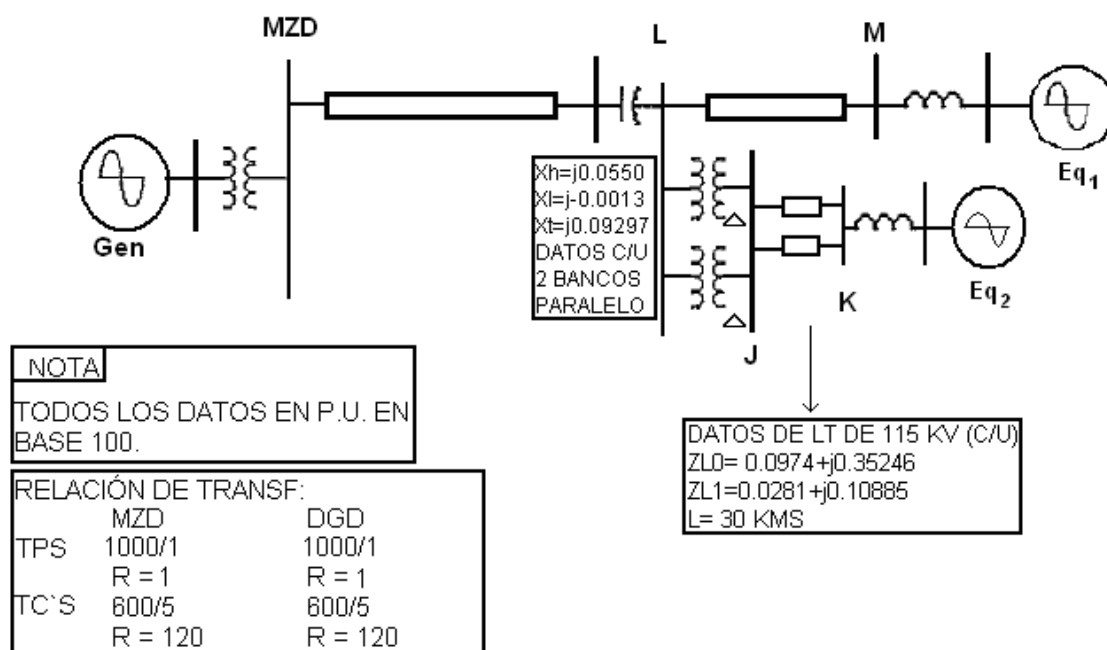 MZD
L
M
Gen
Eq1
Xh=j0.0550
Xl=j-0.0013
Xt=j0.09297
DATOS C/U
2 BANCOS
PARALELO
Eq2
K
J
NOTA
TODOS LOS DATOS EN P.U. EN
BASE 100.
DATOS DE LT DE 115 KV (C/U)
ZL0= 0.0974+j0.35246
ZL1=0.0281+j0.10885
L= 30 KMS
RELACIÓN DE TRANSF:
MZD DGD
TPS 1000/1 1000/1
R = 1 R = 1
TC`S 600/5 600/5
R = 120 R = 120